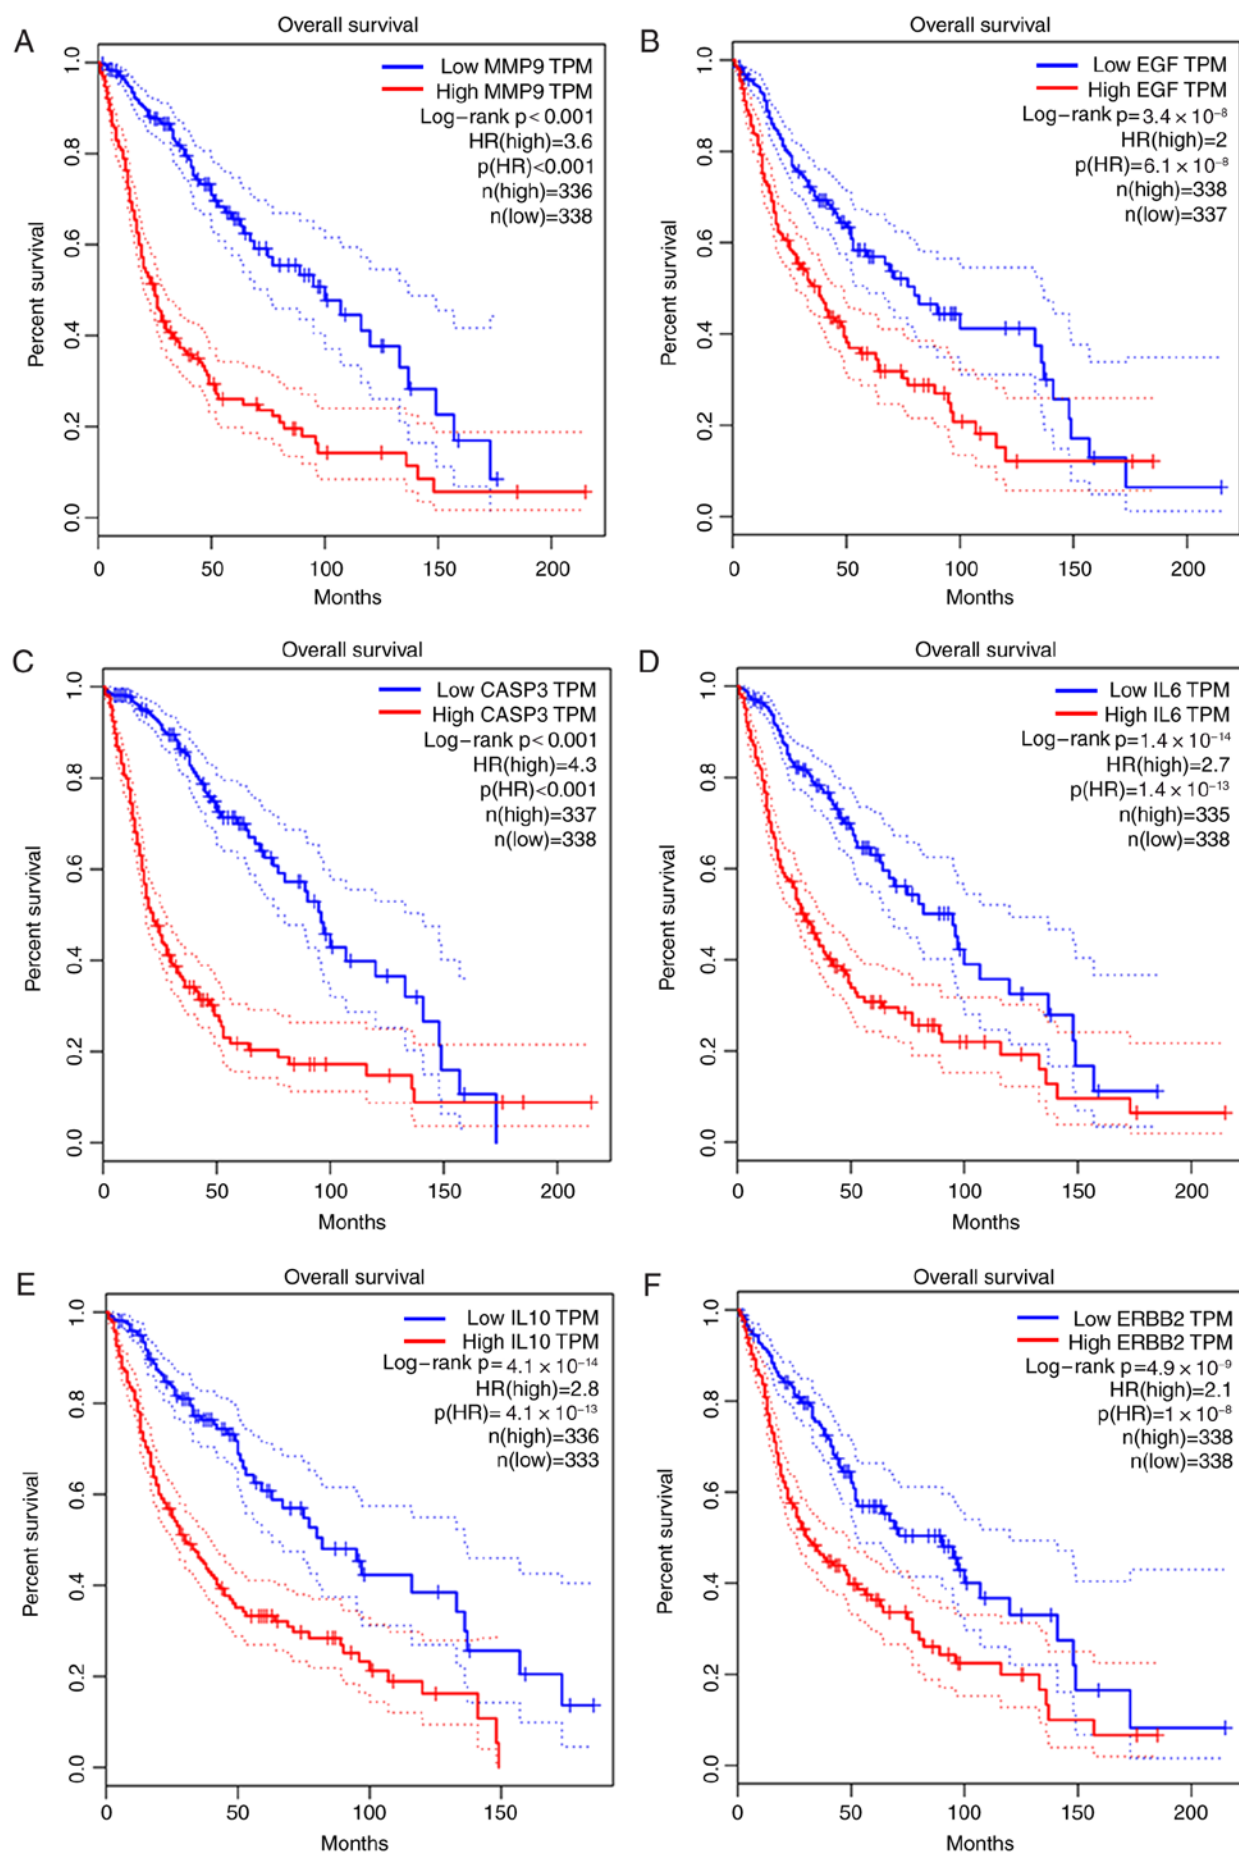 A
Overall survival
Low MMP9 TPM
High MMP9 TPM
Log-rank p<0.001
HR(high)=3.6
p(HR)<0.001
n(high)=336
n(low)=338
Percent survival
1.0
0.8
0.6
0.4
0.2
0.0
0 50 100 150 200
Months
B
Overall survival
Low EGF TPM
High EGF TPM
Log-rank p=3.4 × 10⁻⁸
HR(high)=2
p(HR)=6.1 × 10⁻⁸
n(high)=338
n(low)=337
Percent survival
1.0
0.8
0.6
0.4
0.2
0.0
0 50 100 150 200
Months
C
Overall survival
Low CASP3 TPM
High CASP3 TPM
Log-rank p<0.001
HR(high)=4.3
p(HR)<0.001
n(high)=337
n(low)=338
Percent survival
1.0
0.8
0.6
0.4
0.2
0.0
0 50 100 150 200
Months
D
Overall survival
Low IL6 TPM
High IL6 TPM
Log-rank p=1.4 × 10⁻¹⁴
HR(high)=2.7
p(HR)=1.4 × 10⁻¹³
n(high)=335
n(low)=338
Percent survival
1.0
0.8
0.6
0.4
0.2
0.0
0 50 100 150 200
Months
E
Overall survival
Low IL10 TPM
High IL10 TPM
Log-rank p= 4.1 × 10⁻¹⁴
HR(high)=2.8
p(HR)= 4.1 × 10⁻¹³
n(high)=336
n(low)=333
Percent survival
1.0
0.8
0.6
0.4
0.2
0.0
0 50 100 150
Months
F
Overall survival
Low ERBB2 TPM
High ERBB2 TPM
Log-rank p=4.9 × 10⁻⁹
HR(high)=2.1
p(HR)=1 × 10⁻⁸
n(high)=338
n(low)=338
Percent survival
1.0
0.8
0.6
0.4
0.2
0.0
0 50 100 150 200
Months